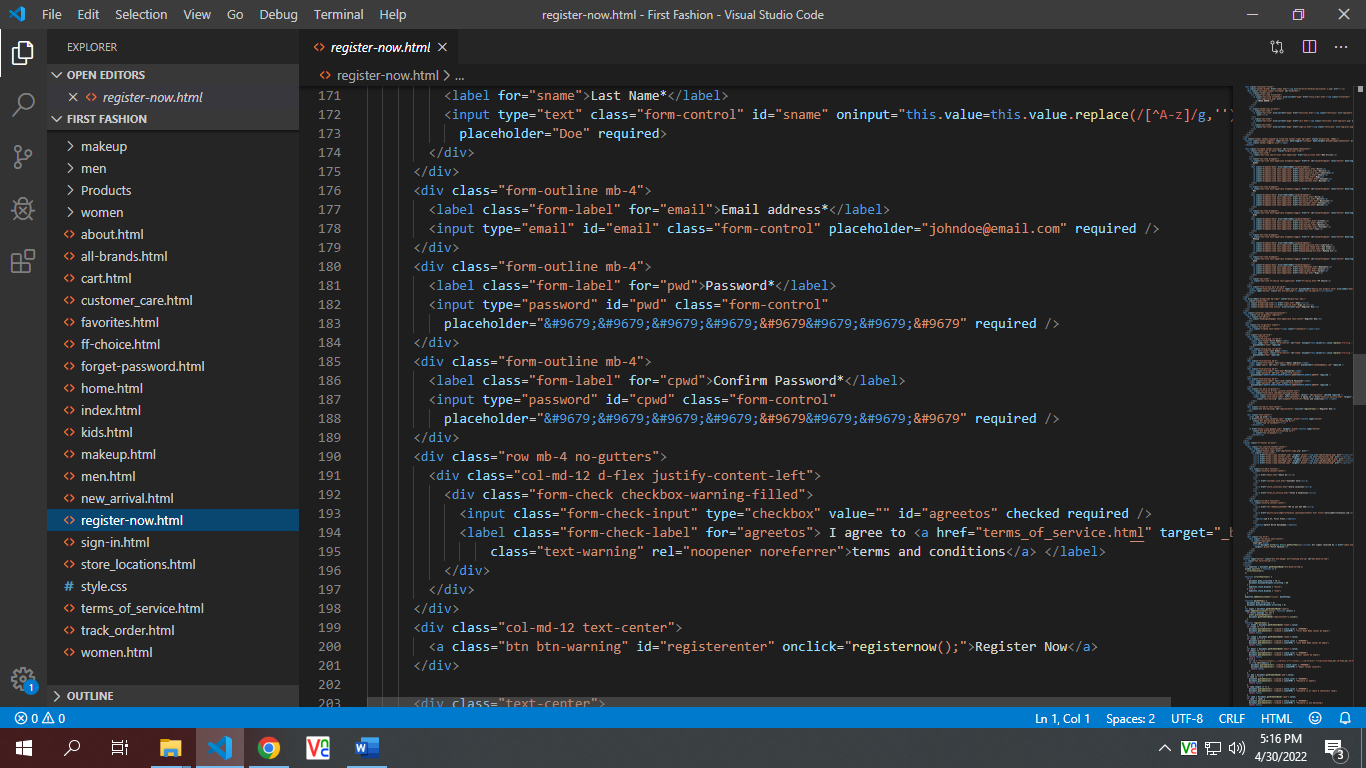 File Edit Selection View Go Debug Terminal Help register-now.html - First Fashion - Visual Studio Code
EXPLORER
OPEN EDITORS
register-now.html
FIRST FASHION
makeup
men
Products
women
about.html
all-brands.html
cart.html
customer_care.html
favorites.html
ff-choice.html
forget-password.html
home.html
index.html
kids.html
makeup.html
men.html
new_arrival.html
register-now.html
sign-in.html
store_locations.html
style.css
terms_of_service.html
track_order.html
women.html
OUTLINE
register-now.html
register-now.html > ...
171 <label for="sname">Last Name*</label>
172 <input type="text" class="form-control" id="sname" oninput="this.value=this.value.replace(/[^A-z]/g,'')
173 placeholder="Doe" required>
174 </div>
175 </div>
176 <div class="form-outline mb-4">
177 <label class="form-label" for="email">Email address*</label>
178 <input type="email" id="email" class="form-control" placeholder="johndoe@email.com" required />
179 </div>
180 <div class="form-outline mb-4">
181 <label class="form-label" for="pwd">Password*</label>
182 <input type="password" id="pwd" class="form-control"
183 placeholder="&#9679;&#9679;&#9679;&#9679;&#9679&#9679;&#9679;&#9679" required />
184 </div>
185 <div class="form-outline mb-4">
186 <label class="form-label" for="cpwd">Confirm Password*</label>
187 <input type="password" id="cpwd" class="form-control"
188 placeholder="&#9679;&#9679;&#9679;&#9679&#9679;&#9679;&#9679;&#9679" required />
189 </div>
190 <div class="row mb-4 no-gutters">
191 <div class="col-md-12 d-flex justify-content-left">
192 <div class="form-check checkbox-warning-filled">
193 <input class="form-check-input" type="checkbox" value="" id="agreetos" checked required />
194 <label class="form-check-label" for="agreetos"> I agree to <a href="terms_of_service.html" target="_b
195 class="text-warning" rel="noopener noreferrer">terms and conditions</a> </label>
196 </div>
197 </div>
198 </div>
199 <div class="col-md-12 text-center">
200 <a class="btn btn-warning" id="registerenter" onclick="registernow();">Register Now</a>
201 </div>
202
203 <div class="text-center">
1
0 0 Ln 1, Col 1 Spaces: 2 UTF-8 CRLF HTML
5:16 PM
4/30/2022
3